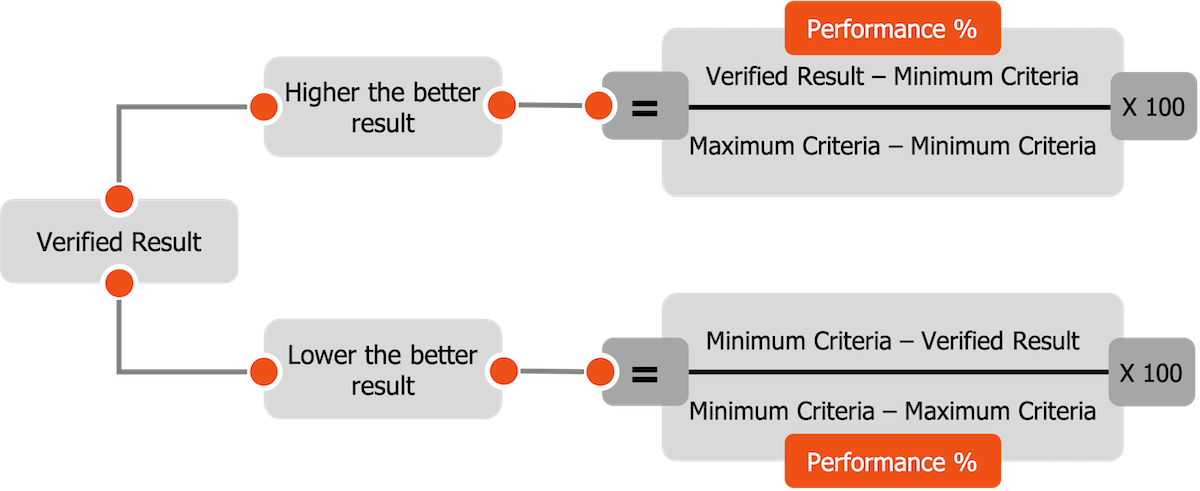 Performance %
Verified Result – Minimum Criteria
Higher the better
result
=
X 100
Maximum Criteria – Minimum Criteria
Verified Result
Lower the better
result
=
Minimum Criteria – Verified Result
X 100
Minimum Criteria – Maximum Criteria
Performance %